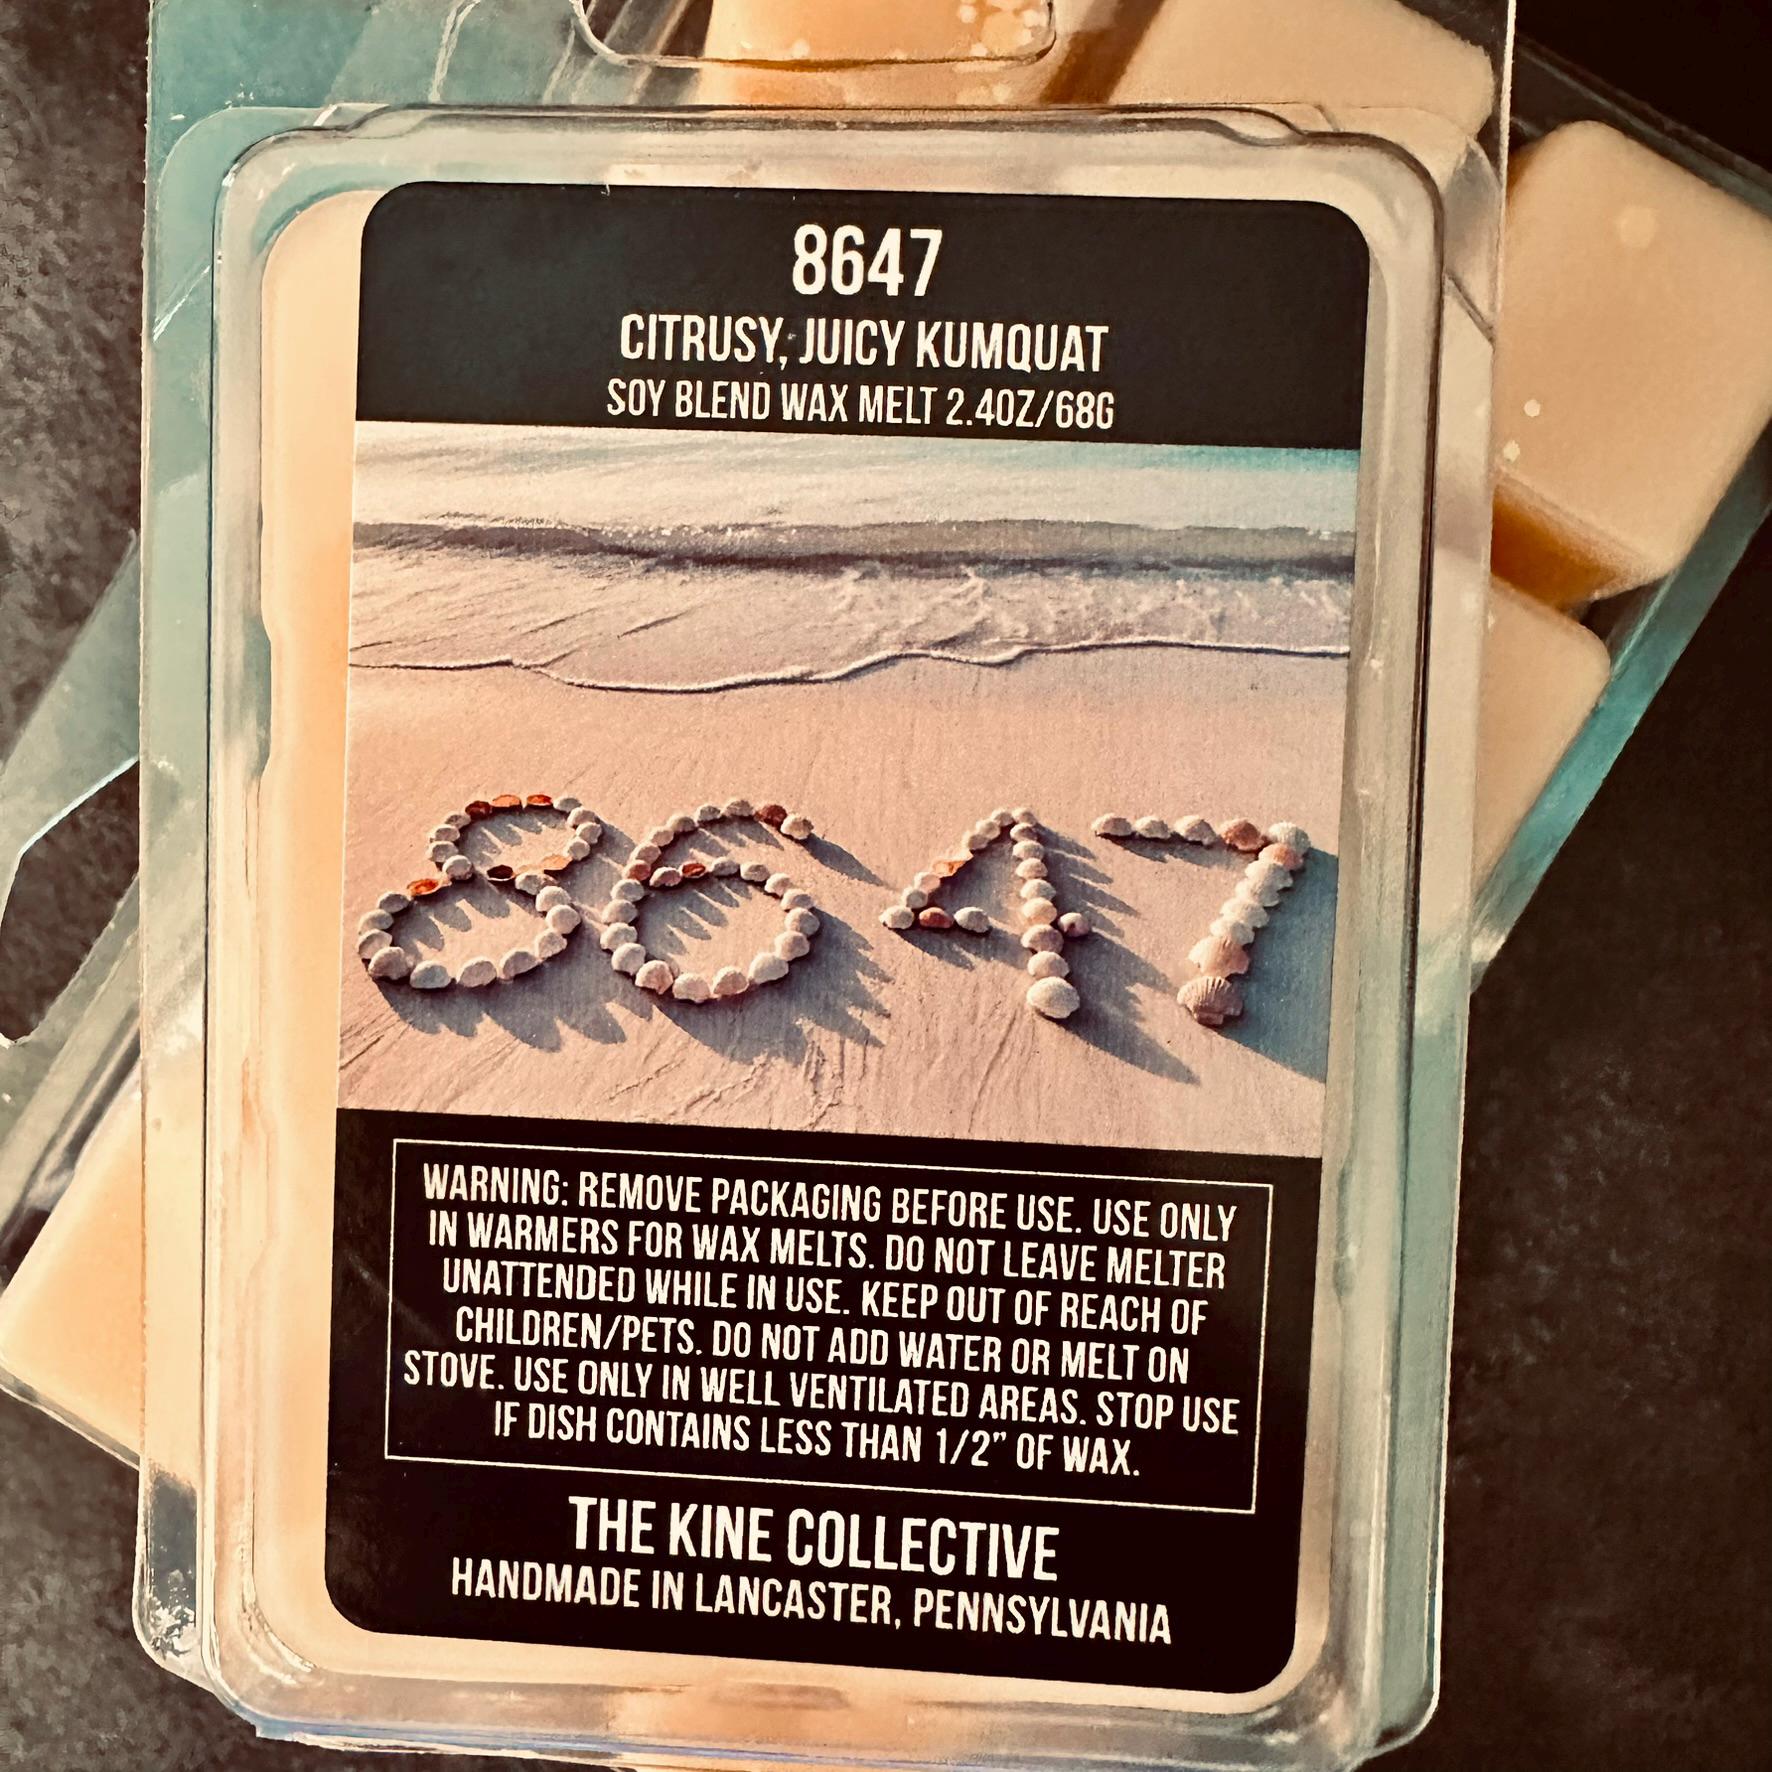 8647
CITRUSY, JUICY KUMQUAT
SOY BLEND WAX MELT 2.4OZ/68G
86 47
WARNING: REMOVE PACKAGING BEFORE USE. USE ONLY
IN WARMERS FOR WAX MELTS. DO NOT LEAVE MELTER
UNATTENDED WHILE IN USE. KEEP OUT OF REACH OF
CHILDREN/PETS. DO NOT ADD WATER OR MELT ON
STOVE. USE ONLY IN WELL VENTILATED AREAS. STOP USE
IF DISH CONTAINS LESS THAN 1/2” OF WAX.
THE KINE COLLECTIVE
HANDMADE IN LANCASTER, PENNSYLVANIA